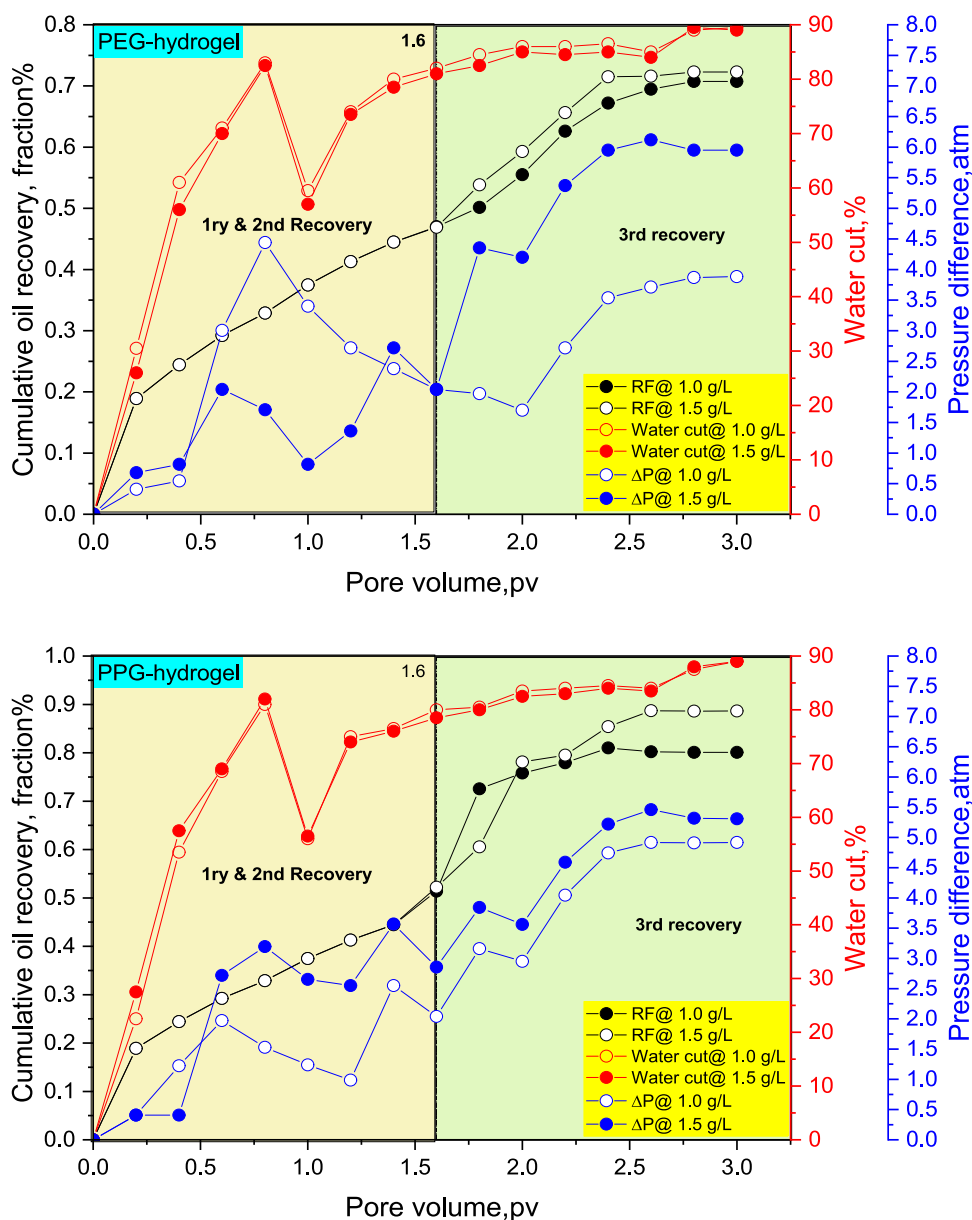 PEG-hydrogel
1.6
1ry & 2nd Recovery
3rd recovery
RF@ 1.0 g/L
RF@ 1.5 g/L
Water cut@ 1.0 g/L
Water cut@ 1.5 g/L
ΔP@ 1.0 g/L
ΔP@ 1.5 g/L
Cumulative oil recovery, fraction%
0.8
0.7
0.6
0.5
0.4
0.3
0.2
0.1
0.0
0.0 0.5 1.0 1.5 2.0 2.5 3.0
Pore volume,pv
90
80
70
60
50
40
30
20
10
0
Water cut,%
8.0
7.5
7.0
6.5
6.0
5.5
5.0
4.5
4.0
3.5
3.0
2.5
2.0
1.5
1.0
0.5
0.0
Pressure difference,atm
PPG-hydrogel
1.6
1ry & 2nd Recovery
3rd recovery
RF@ 1.0 g/L
RF@ 1.5 g/L
Water cut@ 1.0 g/L
Water cut@ 1.5 g/L
ΔP@ 1.0 g/L
ΔP@ 1.5 g/L
Cumulative oil recovery, fraction%
1.0
0.9
0.8
0.7
0.6
0.5
0.4
0.3
0.2
0.1
0.0
0.0 0.5 1.0 1.5 2.0 2.5 3.0
Pore volume,pv
90
80
70
60
50
40
30
20
10
0
Water cut,%
8.0
7.5
7.0
6.5
6.0
5.5
5.0
4.5
4.0
3.5
3.0
2.5
2.0
1.5
1.0
0.5
0.0
Pressure difference,atm